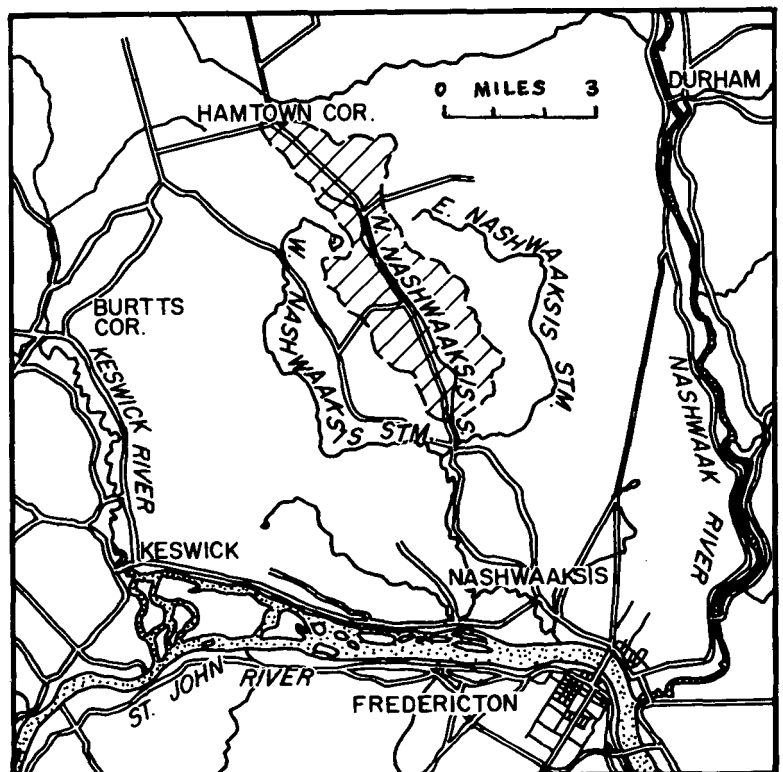 DURHAM
0 MILES 3
HAMTOWN COR.
E. NASHWAAKSIS STM.
N. NASHWAAKSIS S.
W. NASHWAAKSIS STM.
BURTTS
COR.
KESWICK RIVER
NASHWAAK RIVER
KESWICK
NASHWAAKSIS
ST. JOHN RIVER
FREDERICTON